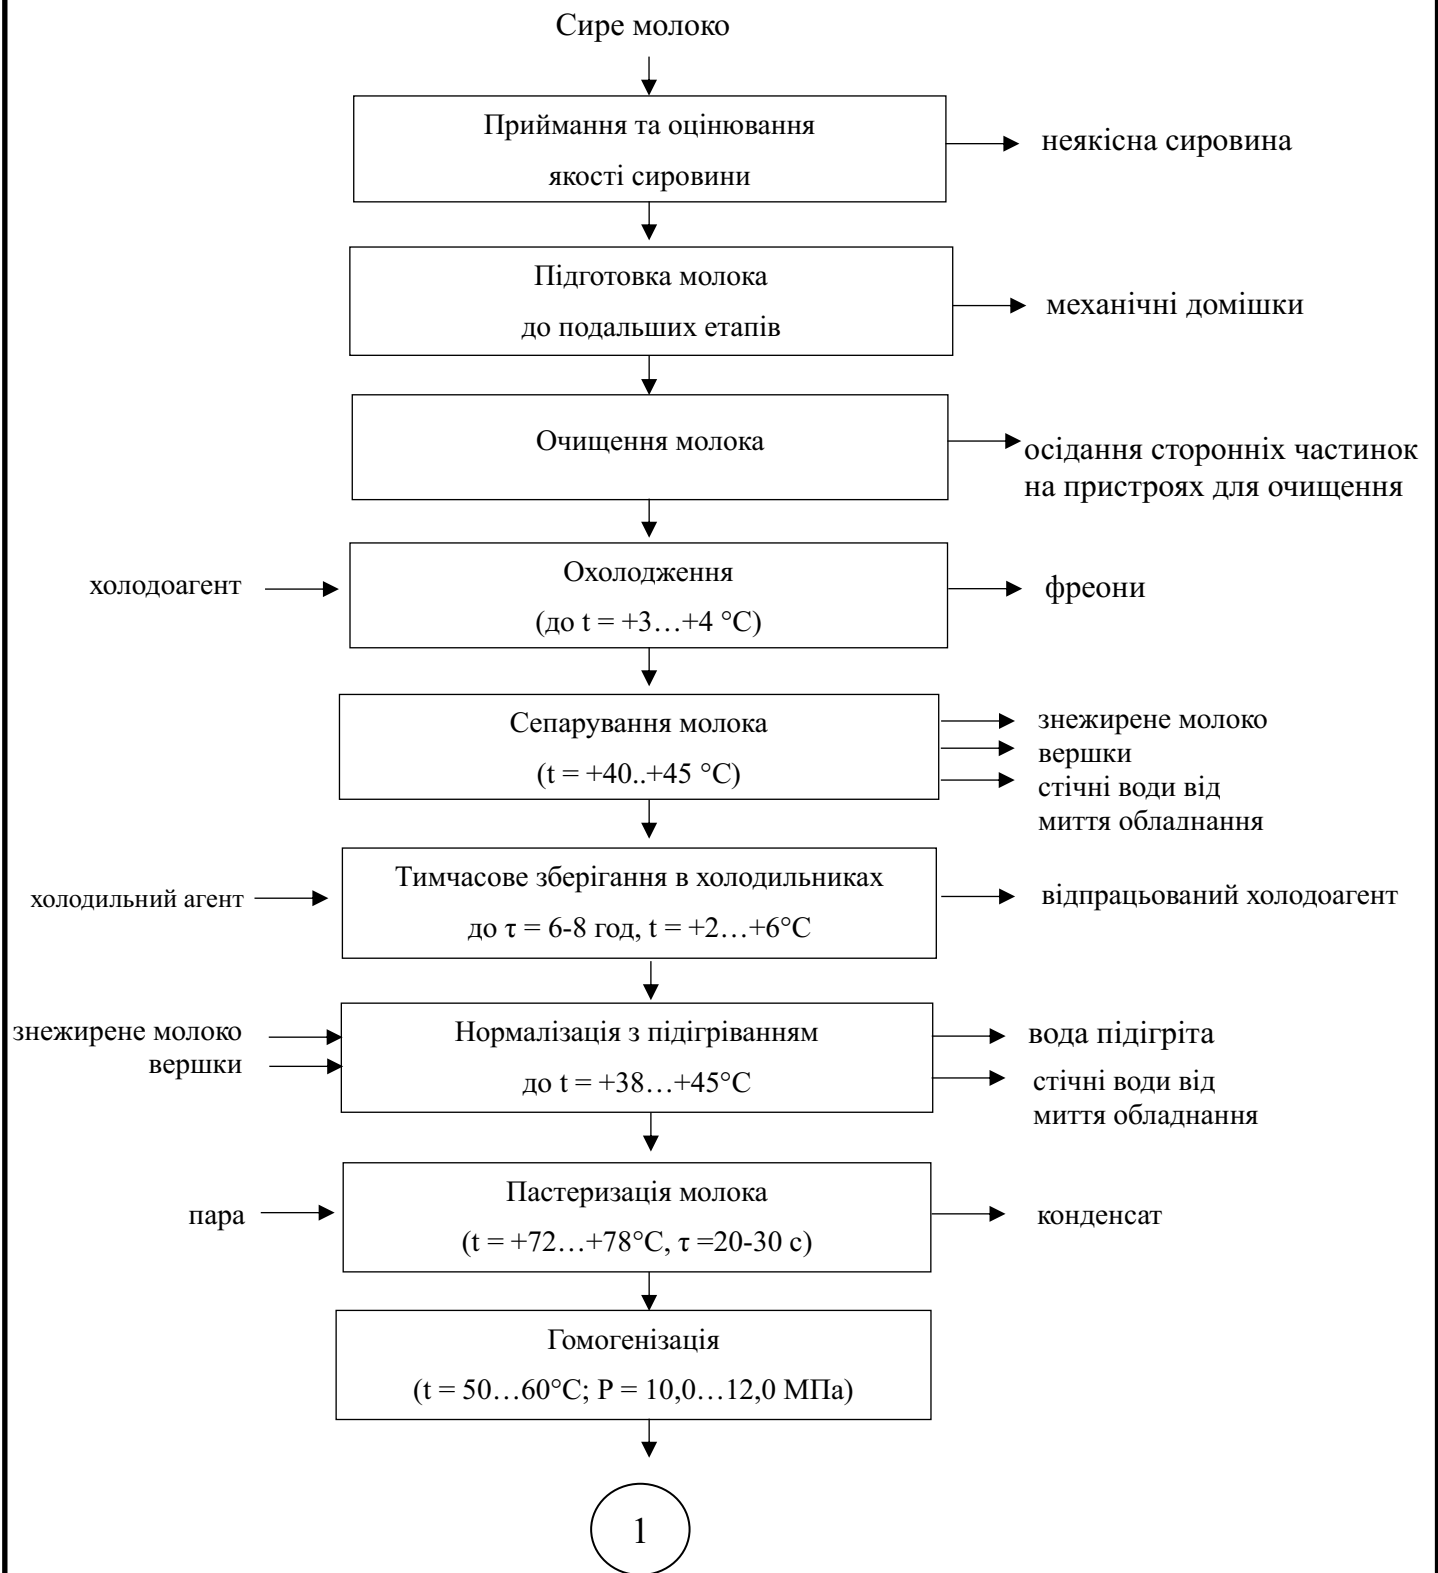 Сире молоко
Приймання та оцінювання
якості сировини
неякісна сировина
Підготовка молока
до подальших етапів
механічні домішки
Очищення молока
осідання сторонніх частинок
на пристроях для очищення
холодоагент
Охолодження
(до t = +3…+4 °C)
фреони
Сепарування молока
(t = +40..+45 °C)
знежирене молоко
вершки
стічні води від
миття обладнання
холодильний агент
Тимчасове зберігання в холодильниках
до τ = 6-8 год, t = +2…+6°C
відпрацьований холодоагент
знежирене молоко
вершки
Нормалізація з підігріванням
до t = +38…+45°C
вода підігріта
стічні води від
миття обладнання
пара
Пастеризація молока
(t = +72…+78°C, τ =20-30 с)
конденсат
Гомогенізація
(t = 50…60°C; P = 10,0…12,0 МПа)
1